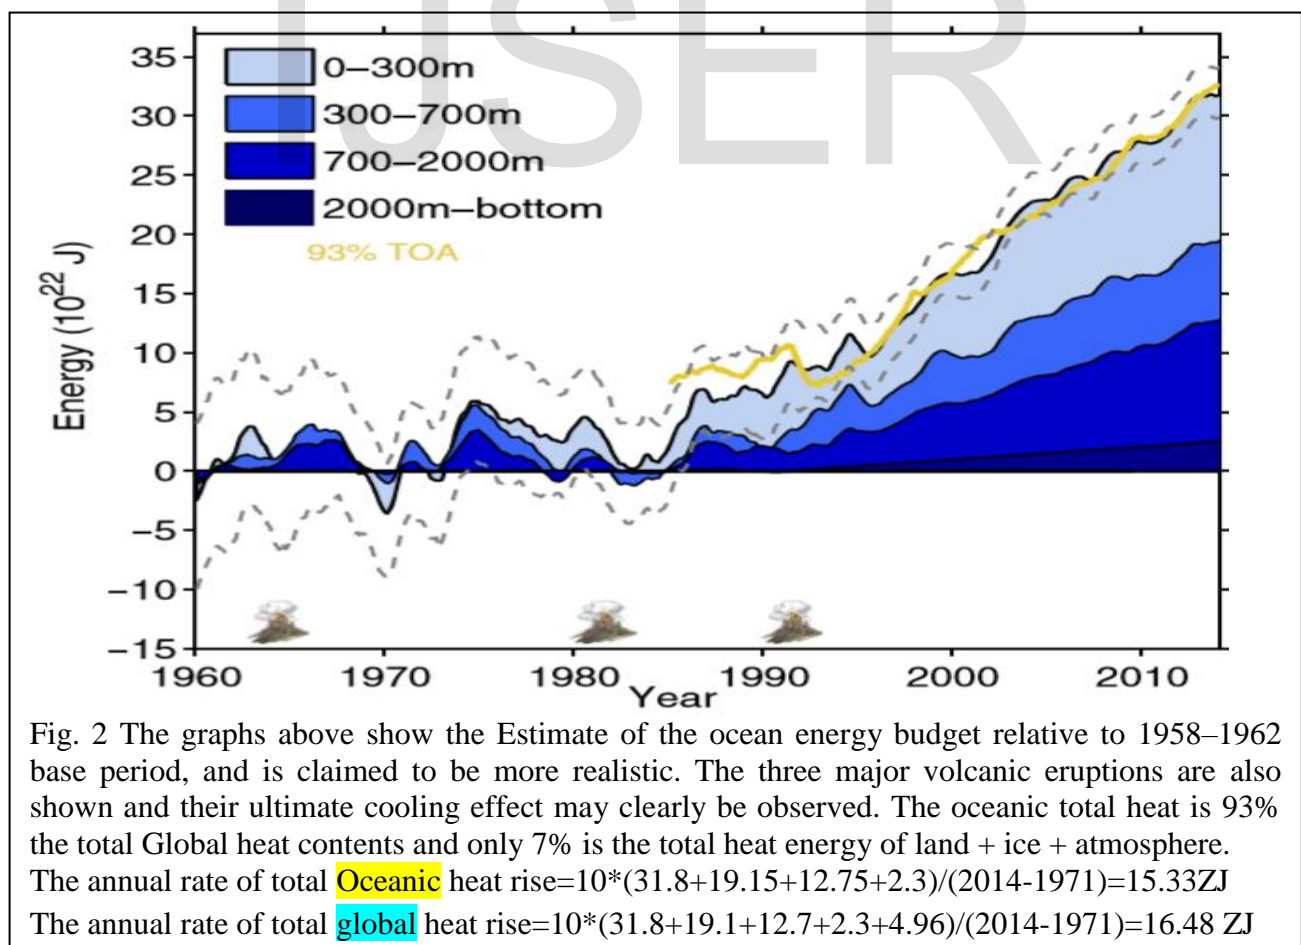 IJSER
35
30
25
20
15
10
5
0
−5
−10
−15
Energy (10²² J)
0−300m
300−700m
700−2000m
2000m−bottom
93% TOA
1960 1970 1980 1990 2000 2010
Year
Fig. 2 The graphs above show the Estimate of the ocean energy budget relative to 1958–1962
base period, and is claimed to be more realistic. The three major volcanic eruptions are also
shown and their ultimate cooling effect may clearly be observed. The oceanic total heat is 93%
the total Global heat contents and only 7% is the total heat energy of land + ice + atmosphere.
The annual rate of total Oceanic heat rise=10*(31.8+19.15+12.75+2.3)/(2014-1971)=15.33ZJ
The annual rate of total global heat rise=10*(31.8+19.1+12.7+2.3+4.96)/(2014-1971)=16.48 ZJ